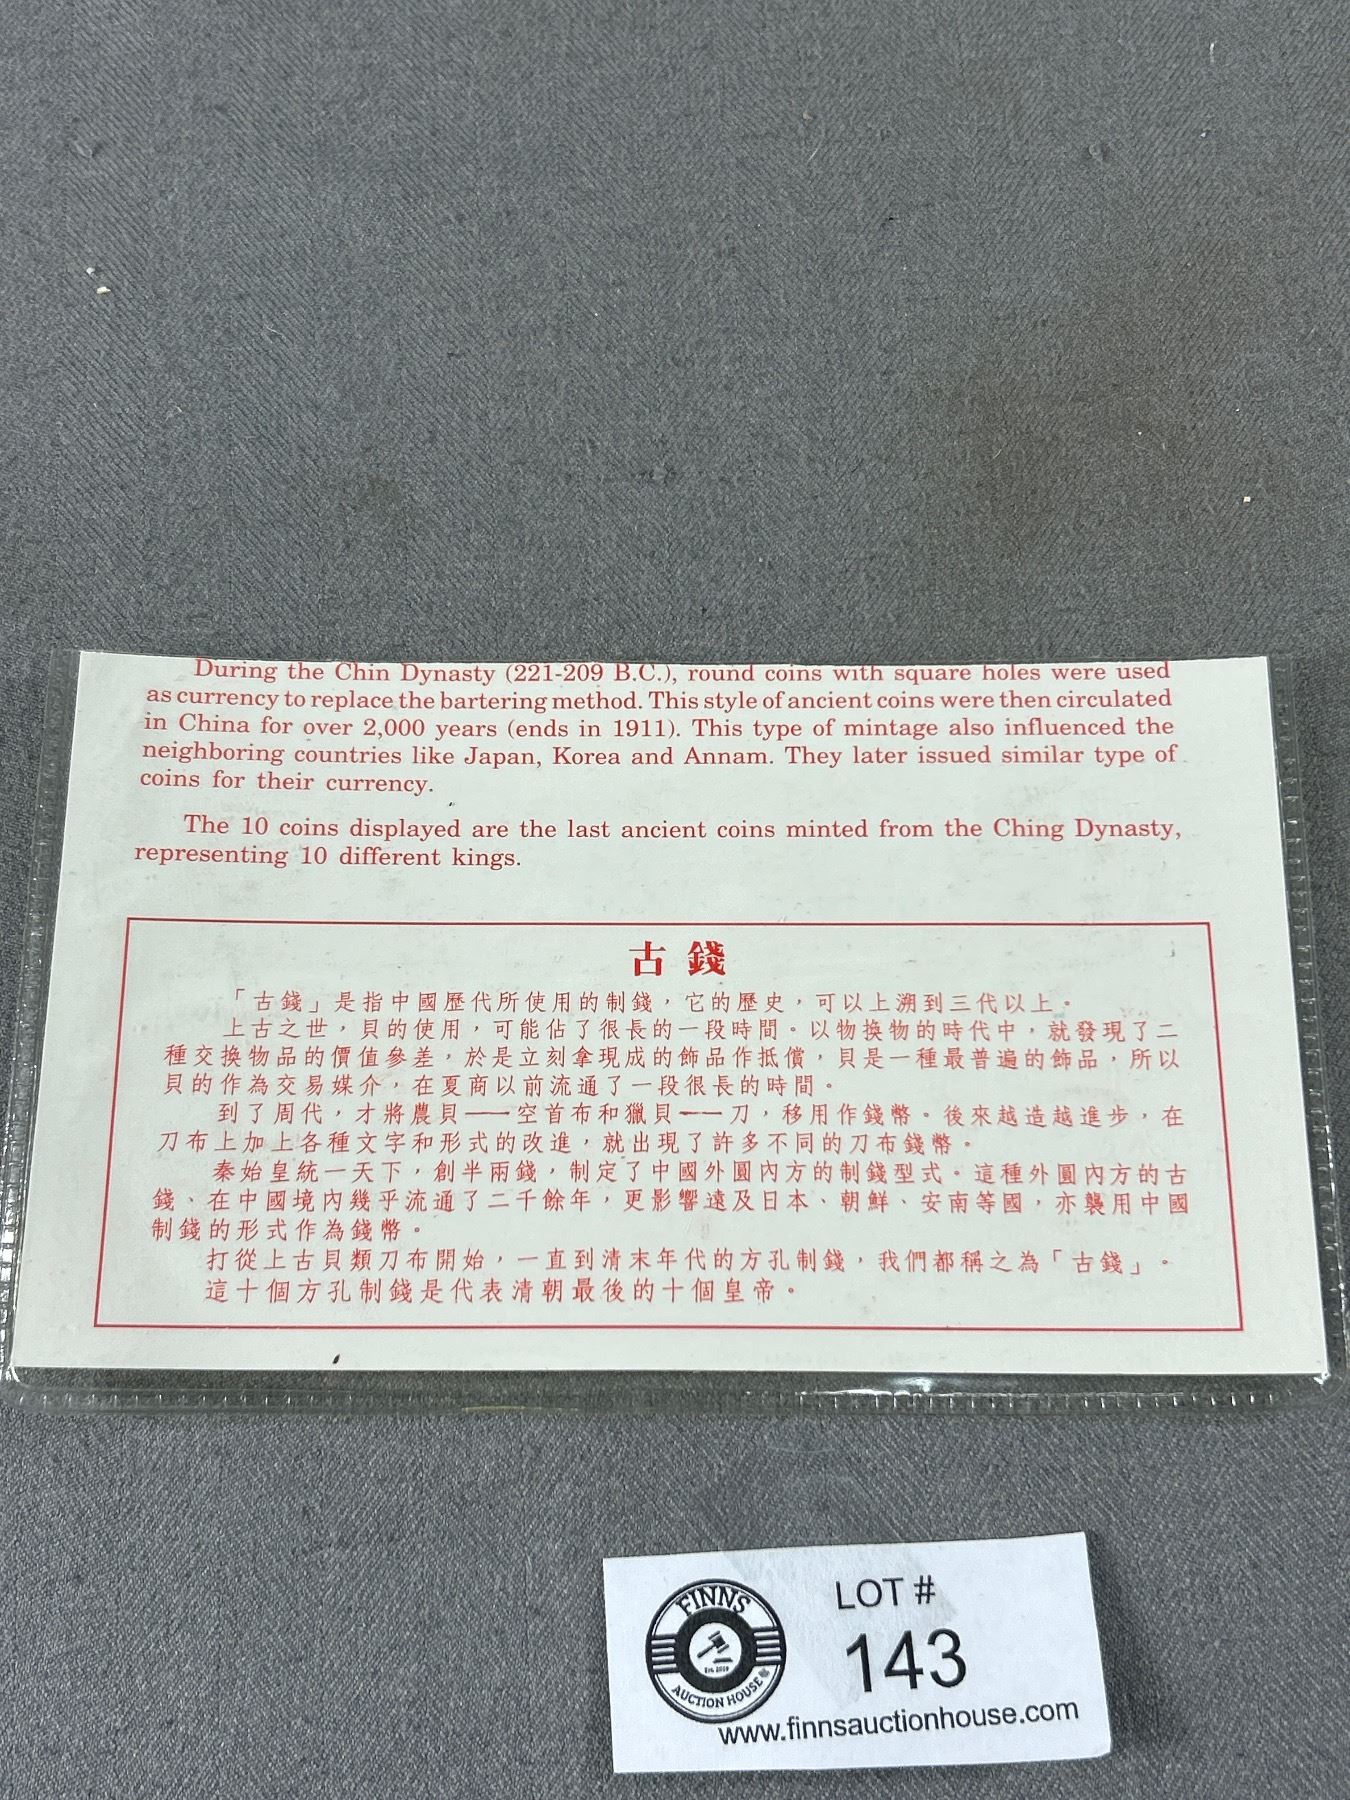 During the Chin Dynasty (221-209 B.C.), round coins with square holes were used
as currency to replace the bartering method. This style of ancient coins were then circulated
in China for over 2,000 years (ends in 1911). This type of mintage also influenced the
neighboring countries like Japan, Korea and Annam. They later issued similar type of
coins for their currency.
The 10 coins displayed are the last ancient coins minted from the Ching Dynasty,
representing 10 different kings.
古錢
「古錢」是指中國歷代所使用的制錢，它的歷史，可以上溯到三代以上。
上古之世，貝的使用，可能佔了很長的一段時間。以物換物的時代中，就發現了二
種交換物品的價值參差，於是立刻拿現成的飾品作抵償，貝是一種最普遍的飾品，所以
貝的作為交易媒介，在夏商以前流通了一段很長的時間。
到了周代，才將農貝——空首布和獵貝——刀，移用作錢幣。後來越造越進步，在
刀布上加上各種文字和形式的改進，就出現了許多不同的刀布錢幣。
秦始皇統一天下，創半兩錢，制定了中國外圓內方的制錢型式。這種外圓內方的古
錢、在中國境內幾乎流通了二千餘年，更影響遠及日本、朝鮮、安南等國，亦襲用中國
制錢的形式作為錢幣。
打從上古貝類刀布開始，一直到清末年代的方孔制錢，我們都稱之為「古錢」。
這十個方孔制錢是代表清朝最後的十個皇帝。
FINNS
EST. 2020
AUCTION HOUSE
LOT #
143
www.finnsauctionhouse.com